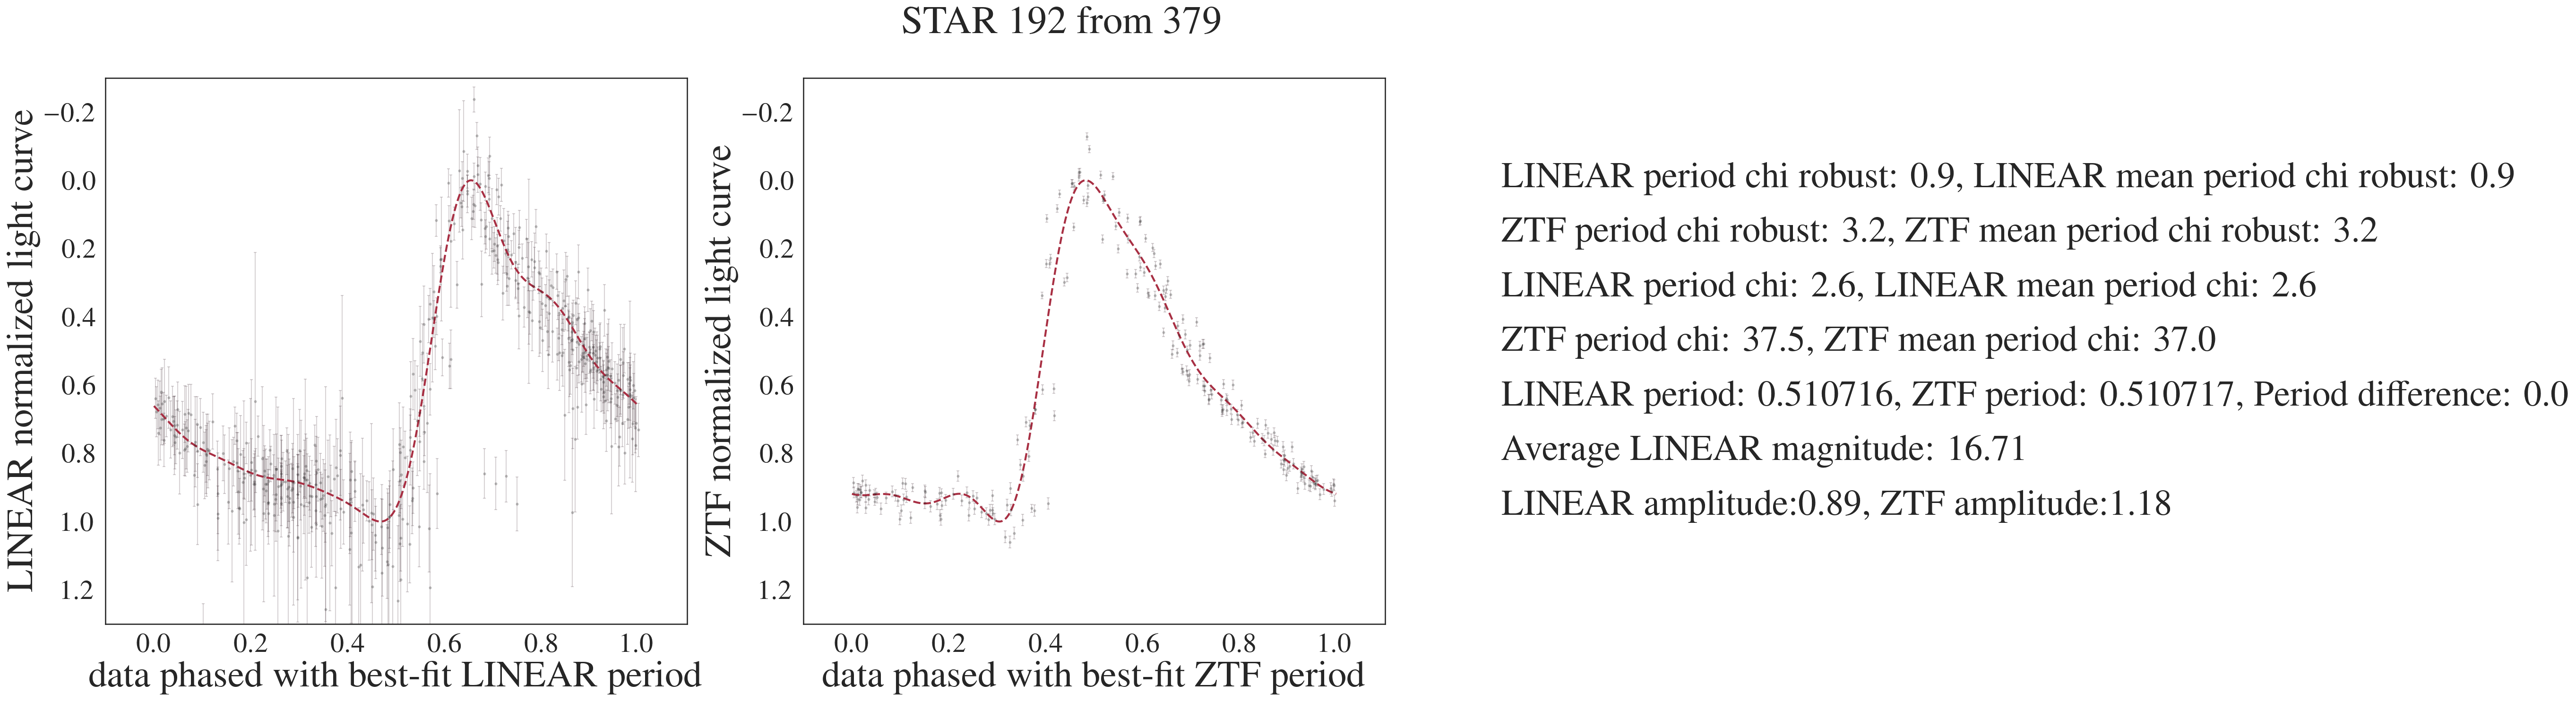 STAR 192 from 379
LINEAR normalized light curve
−0.2
0.0
0.2
0.4
0.6
0.8
1.0
1.2
0.0 0.2 0.4 0.6 0.8 1.0
data phased with best-fit LINEAR period
ZTF normalized light curve
−0.2
0.0
0.2
0.4
0.6
0.8
1.0
1.2
0.0 0.2 0.4 0.6 0.8 1.0
data phased with best-fit ZTF period
LINEAR period chi robust: 0.9, LINEAR mean period chi robust: 0.9
ZTF period chi robust: 3.2, ZTF mean period chi robust: 3.2
LINEAR period chi: 2.6, LINEAR mean period chi: 2.6
ZTF period chi: 37.5, ZTF mean period chi: 37.0
LINEAR period: 0.510716, ZTF period: 0.510717, Period difference: 0.0
Average LINEAR magnitude: 16.71
LINEAR amplitude:0.89, ZTF amplitude:1.18